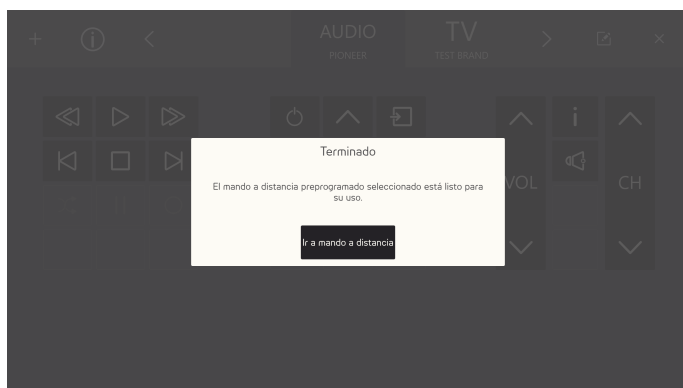 AUDIO
PIONEER
TV
TEST BRAND
Terminado
El mando a distancia preprogramado seleccionado está listo para
su uso.
Ir a mando a distancia
VOL
CH